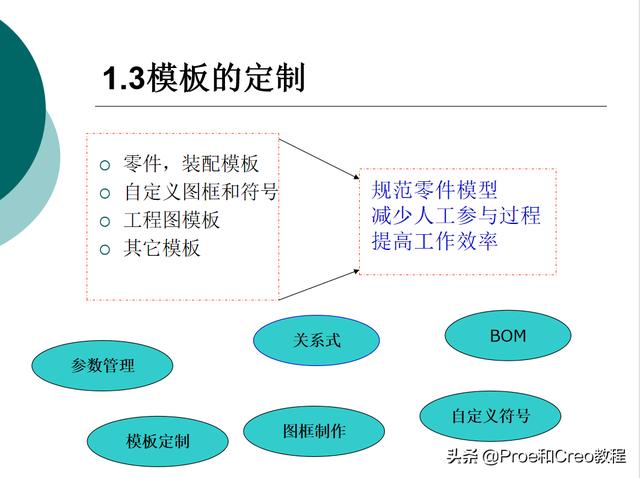 1.3模板的定制
零件，装配模板
自定义图框和符号
工程图模板
其它模板
规范零件模型
减少人工参与过程
提高工作效率
参数管理
关系式
BOM
模板定制
图框制作
自定义符号
头条 @Proe和Creo教程